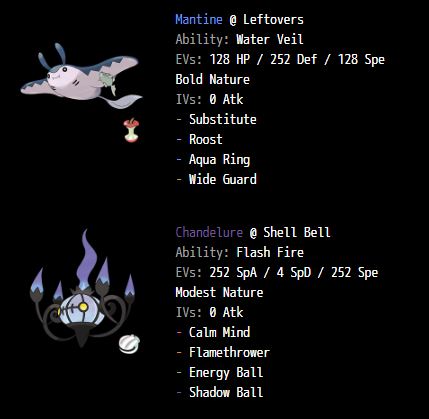 Mantine @ Leftovers
Ability: Water Veil
EVs: 128 HP / 252 Def / 128 Spe
Bold Nature
IVs: 0 Atk
- Substitute
- Roost
- Aqua Ring
- Wide Guard
Chandelure @ Shell Bell
Ability: Flash Fire
EVs: 252 SpA / 4 SpD / 252 Spe
Modest Nature
IVs: 0 Atk
- Calm Mind
- Flamethrower
- Energy Ball
- Shadow Ball